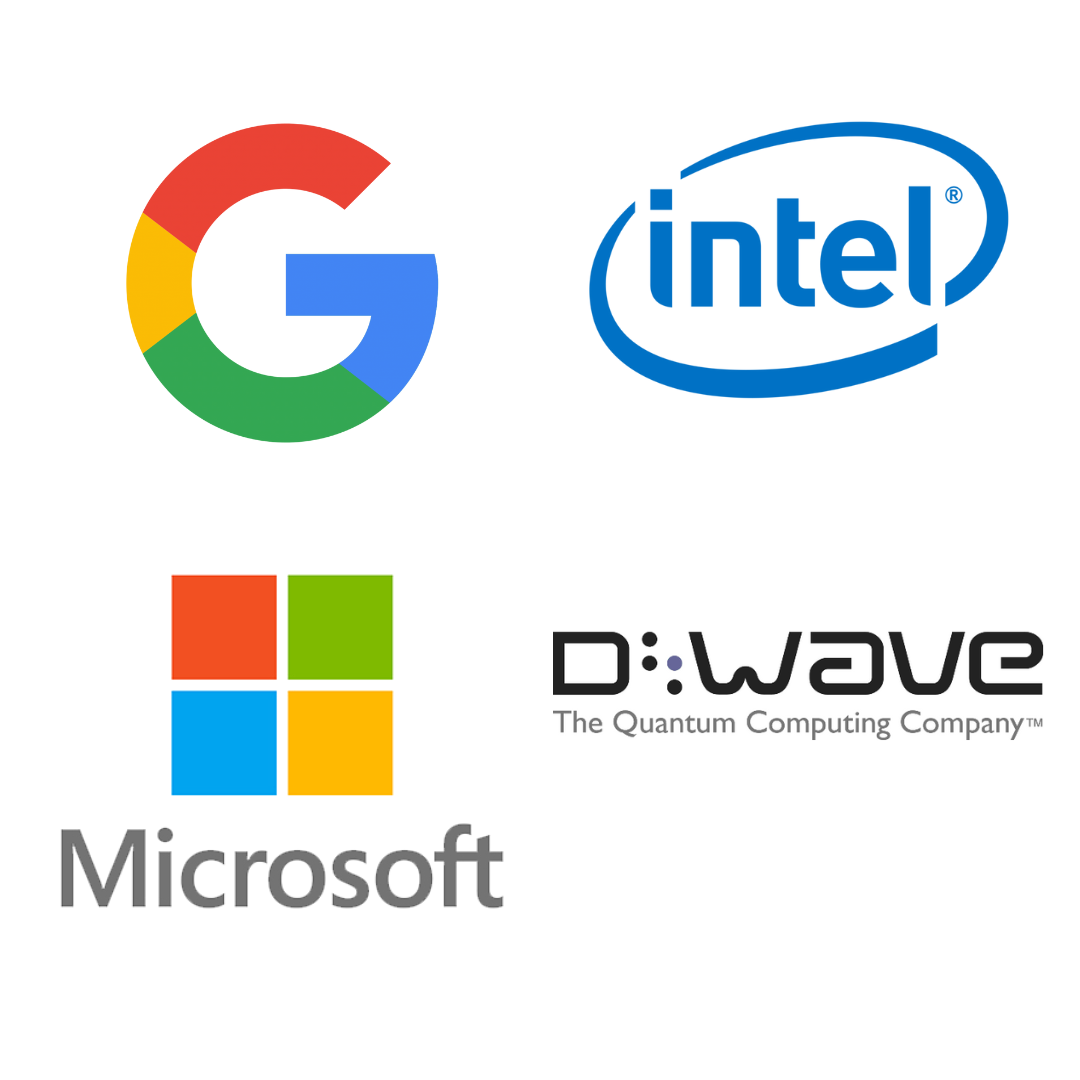 G
intel®
Microsoft
D:wave
The Quantum Computing Company™